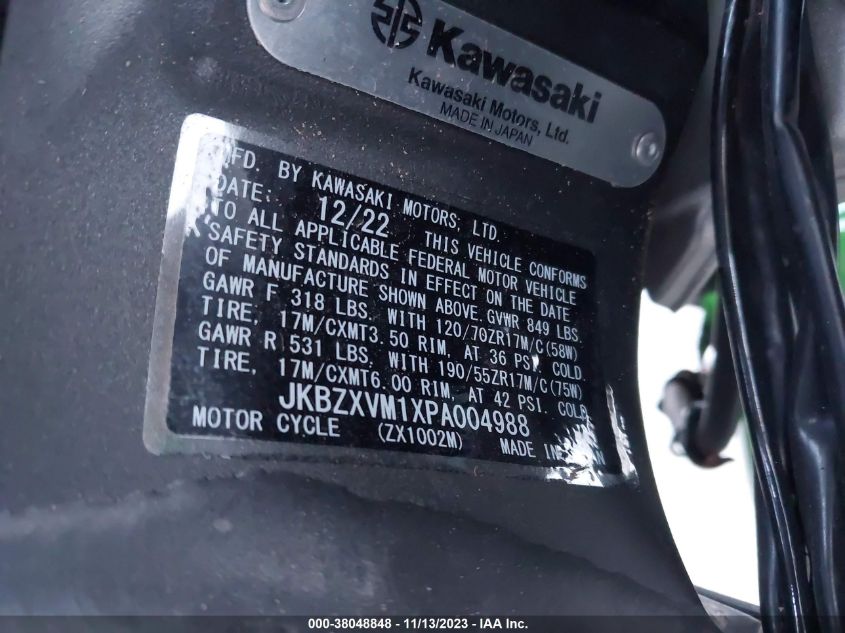 Kawasaki
Kawasaki Motors, Ltd.
MADE IN JAPAN
MFD. BY KAWASAKI MOTORS, LTD.
DATE: 12/22 THIS VEHICLE CONFORMS
TO ALL APPLICABLE FEDERAL MOTOR VEHICLE
SAFETY STANDARDS IN EFFECT ON THE DATE
OF MANUFACTURE SHOWN ABOVE. GVWR 849 LBS.
GAWR F 318 LBS. WITH 120/70ZR17M/C(58W)
TIRE, 17M/CXMT3.50 RIM, AT 36 PSI. COLD
GAWR R 531 LBS. WITH 190/55ZR17M/C(75W)
TIRE, 17M/CXMT6.00 RIM, AT 42 PSI. COLD
JKBZXVM1XPA004988
MOTOR CYCLE (ZX1002M) MADE IN
000-38048848 - 11/13/2023 - IAA Inc.